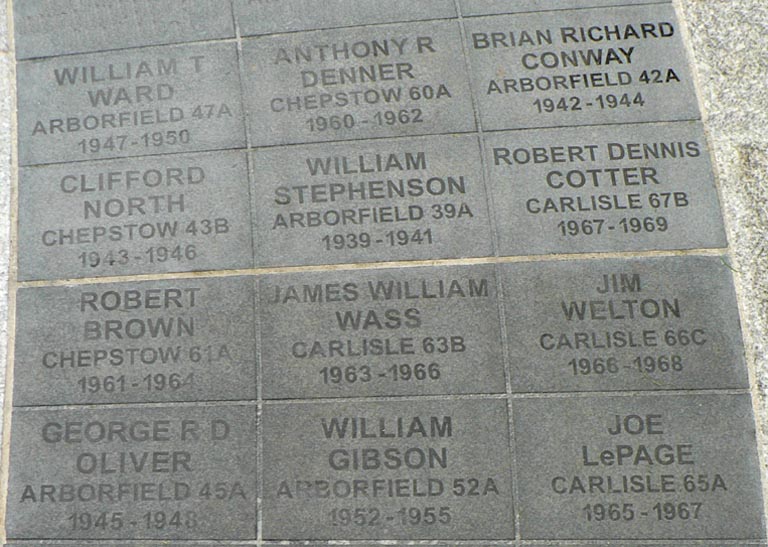 WILLIAM T
WARD
ARBORFIELD 47A
1947-1950
ANTHONY R
DENNER
CHEPSTOW 60A
1960-1962
BRIAN RICHARD
CONWAY
ARBORFIELD 42A
1942-1944
CLIFFORD
NORTH
CHEPSTOW 43B
1943-1946
WILLIAM
STEPHENSON
ARBORFIELD 39A
1939-1941
ROBERT DENNIS
COTTER
CARLISLE 67B
1967-1969
ROBERT
BROWN
CHEPSTOW 61A
1961-1964
JAMES WILLIAM
WASS
CARLISLE 63B
1963-1966
JIM
WELTON
CARLISLE 66C
1966-1968
GEORGE R D
OLIVER
ARBORFIELD 45A
1945-1948
WILLIAM
GIBSON
ARBORFIELD 52A
1952-1955
JOE
LePAGE
CARLISLE 65A
1965-1967